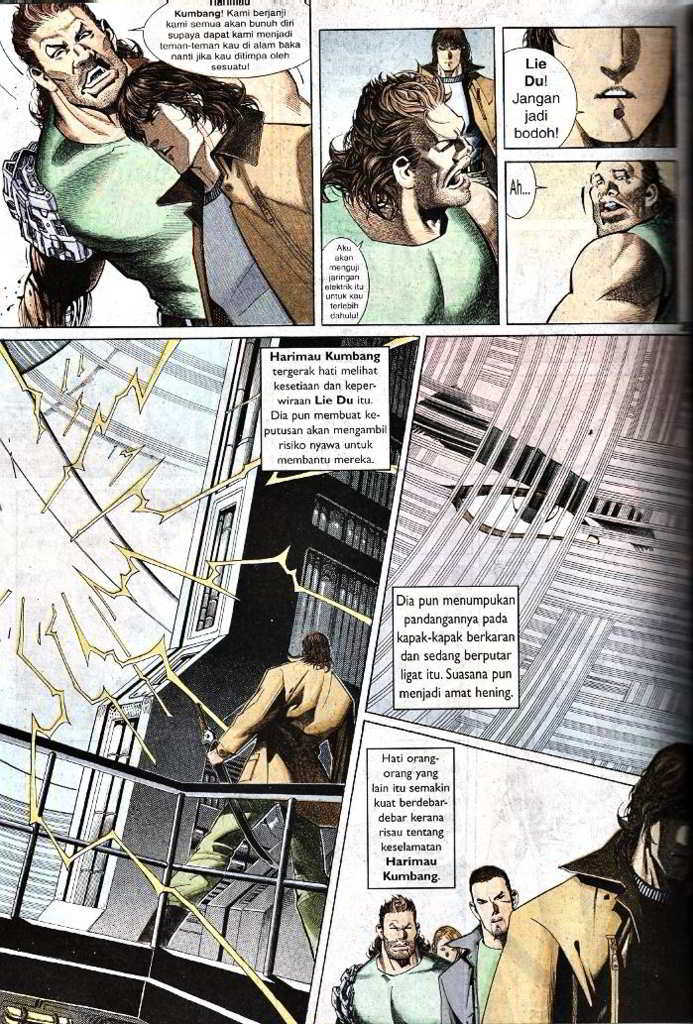 Harimau
Kumbang! Kami berjanji
kami semua akan bunuh diri
supaya dapat kami menjadi
teman-teman kau di alam baka
nanti jika kau ditimpa oleh
sesuatu!
Aku
akan
menguji
jaringan
elektrik itu
untuk kau
terlebih
dahulu!
Lie
Du!
Jangan
jadi
bodoh!
Ah...
Harimau Kumbang
tergerak hati melihat
kesetiaan dan keper-
wiraan Lie Du itu.
Dia pun membuat ke-
putusan akan mengambil
risiko nyawa untuk
membantu mereka.
Dia pun menumpukan
pandangannya pada
kapak-kapak berkaran
dan sedang berputar
ligat itu. Suasana pun
menjadi amat hening.
Hati orang-
orang yang
lain itu semakin
kuat berdebar-
debar kerana
risau tentang
keselamatan
Harimau
Kumbang.